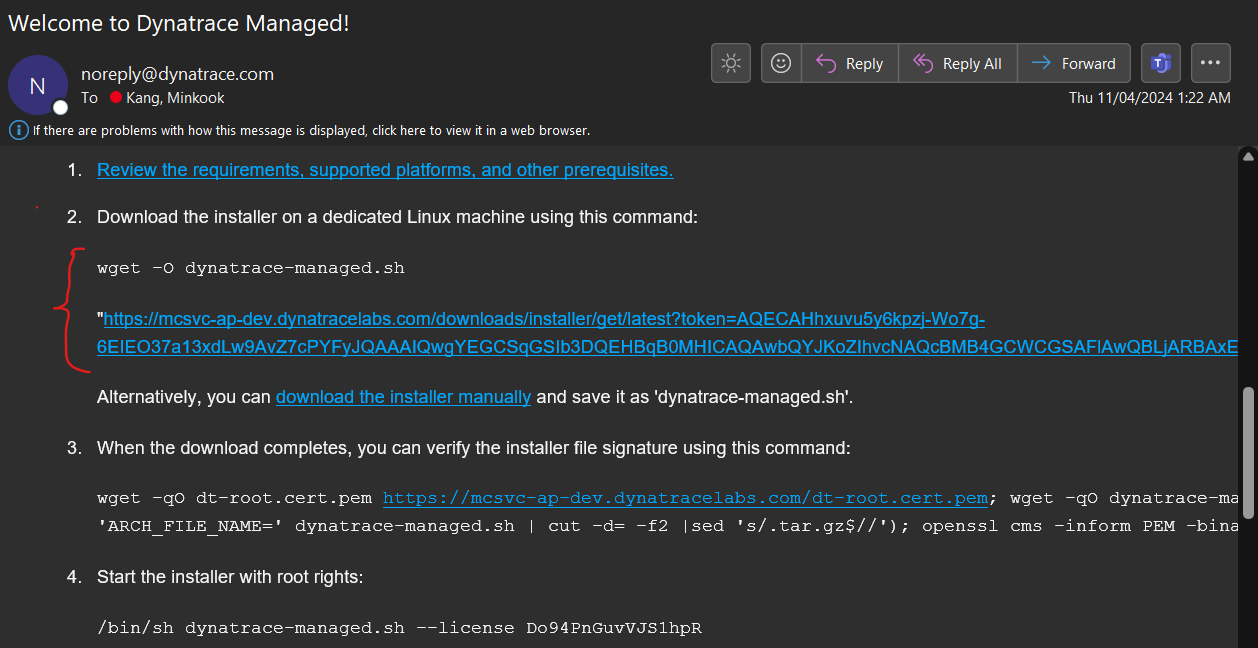 Welcome to Dynatrace Managed!
N
noreply@dynatrace.com
To Kang, Minkook
Reply
Reply All
Forward
Thu 11/04/2024 1:22 AM
If there are problems with how this message is displayed, click here to view it in a web browser.
1. Review the requirements, supported platforms, and other prerequisites.
2. Download the installer on a dedicated Linux machine using this command:
wget -O dynatrace-managed.sh
"https://mcsvc-ap-dev.dynatracelabs.com/downloads/installer/get/latest?token=AQECAHhxuvu5y6kpzj-Wo7g-
6EIEO37a13xdLw9AvZ7cPYFyJQAAAIQwgYEGCSqGSIb3DQEHBqB0MHICAQAwbQYJKoZIhvcNAQcBMB4GCWCGSAFlAwQBLjARBAxE
Alternatively, you can download the installer manually and save it as 'dynatrace-managed.sh'.
3. When the download completes, you can verify the installer file signature using this command:
wget -qO dt-root.cert.pem https://mcsvc-ap-dev.dynatracelabs.com/dt-root.cert.pem; wget -qO dynatrace-ma
'ARCH_FILE_NAME=' dynatrace-managed.sh | cut -d= -f2 |sed 's/.tar.gz$//'); openssl cms -inform PEM -bina
4. Start the installer with root rights:
/bin/sh dynatrace-managed.sh --license Do94PnGuvVJS1hpR